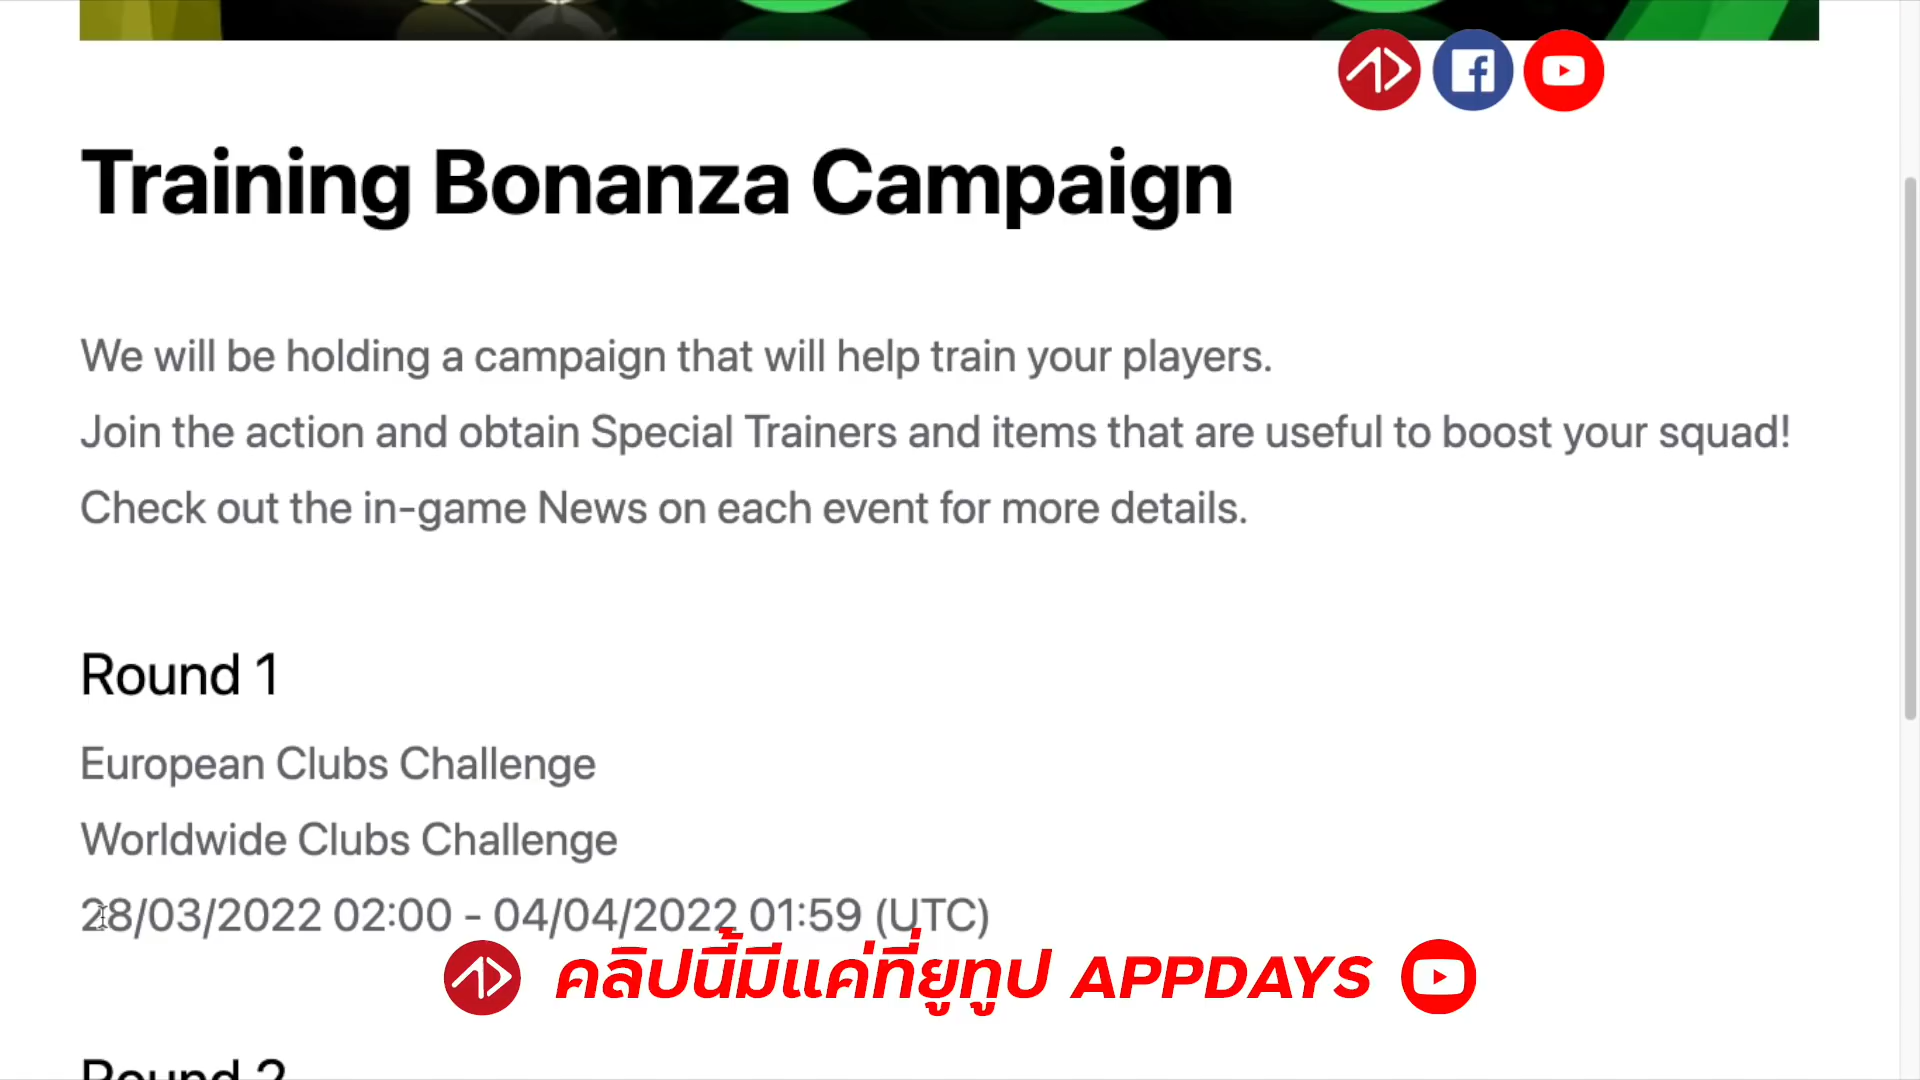 Training Bonanza Campaign
We will be holding a campaign that will help train your players.
Join the action and obtain Special Trainers and items that are useful to boost your squad!
Check out the in-game News on each event for more details.
Round 1
European Clubs Challenge
Worldwide Clubs Challenge
28/03/2022 02:00 - 04/04/2022 01:59 (UTC)
คลิปนี้มีแค่ที่ยูทูป APPDAYS
Round 2